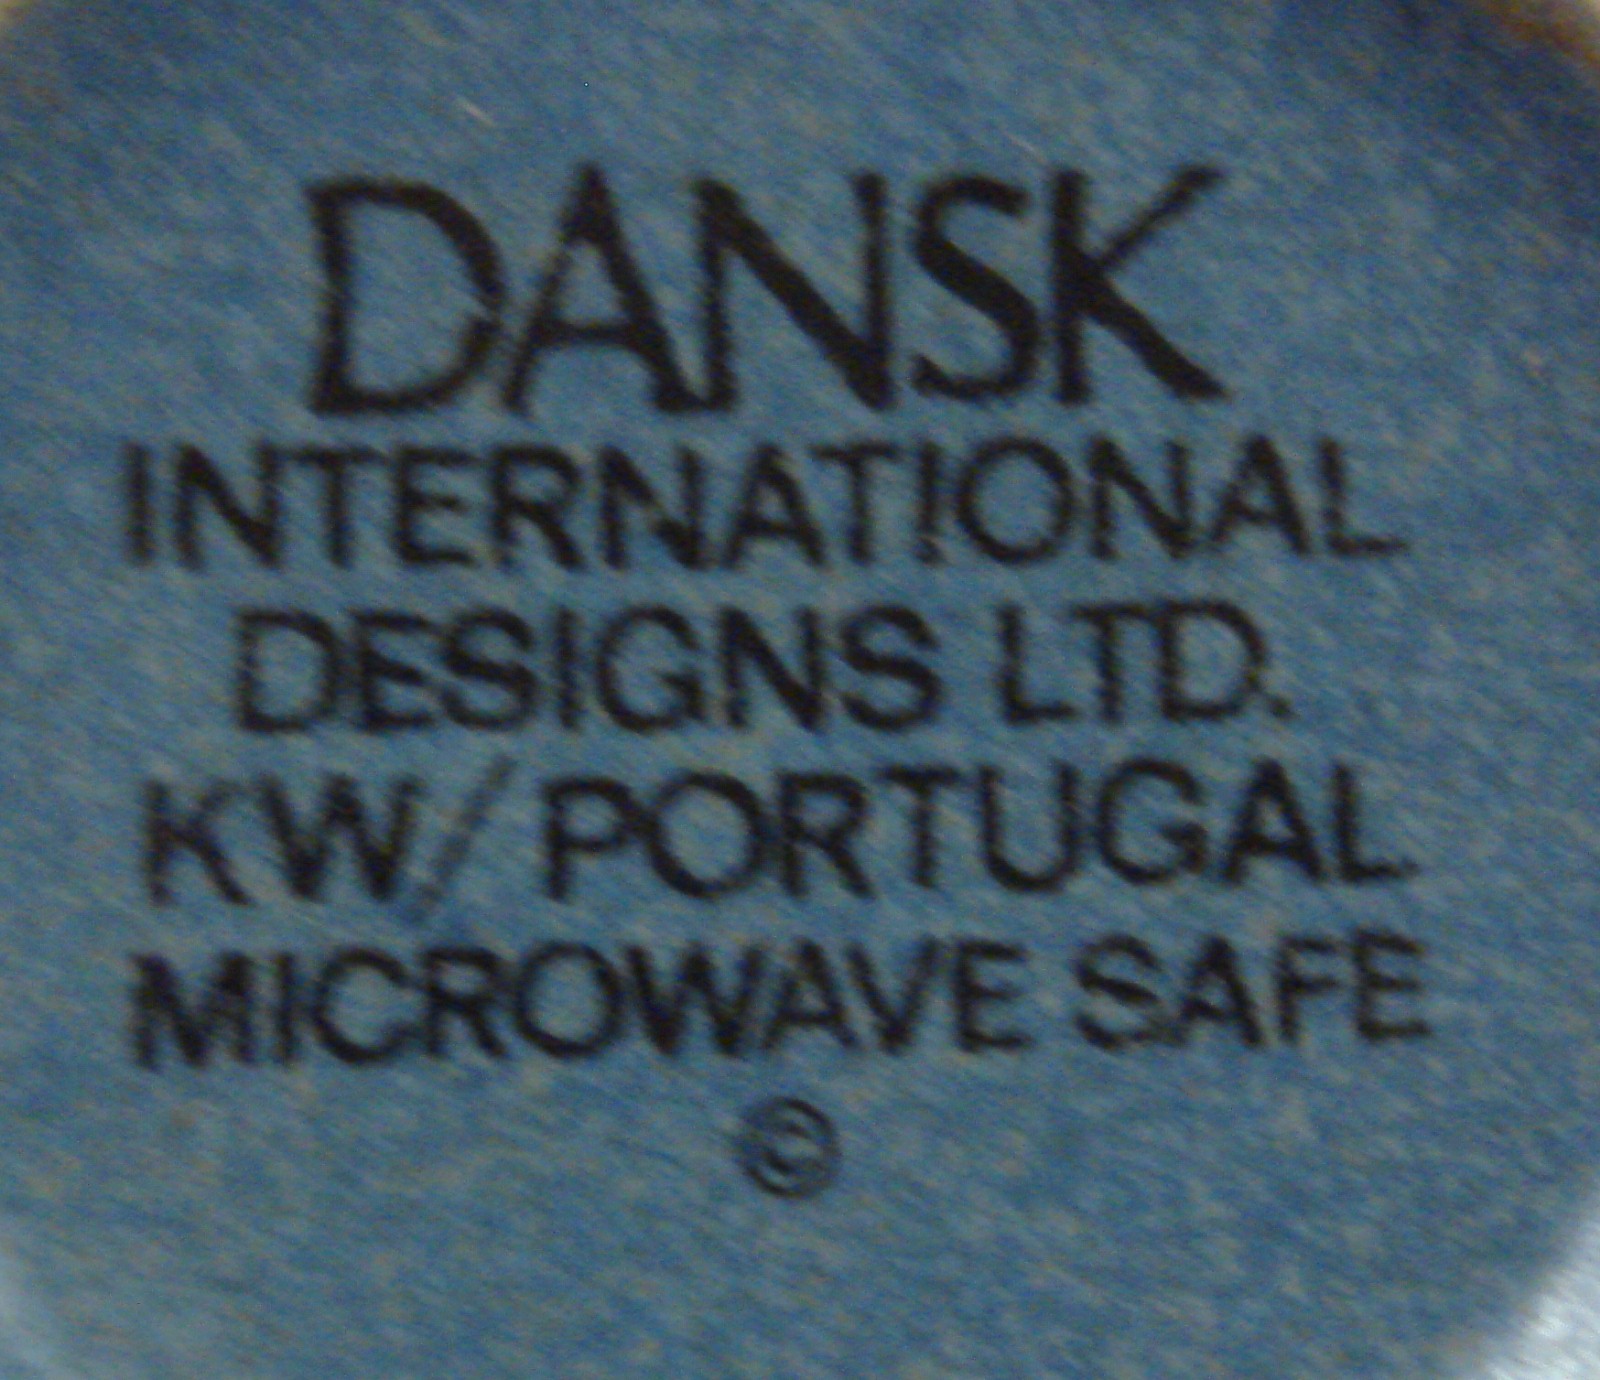 DANSK
INTERNATIONAL
DESIGNS LTD.
KW/PORTUGAL
MICROWAVE SAFE
©